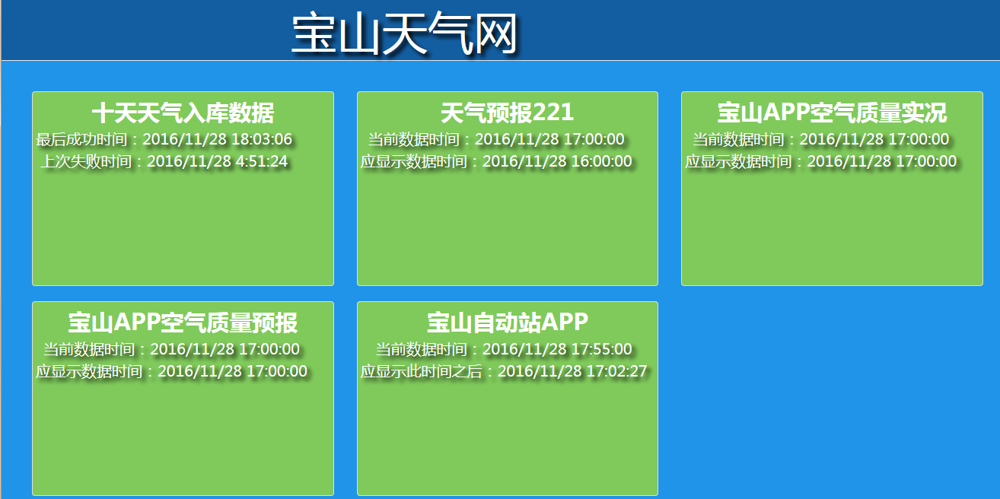 宝山天气网
十天天气入库数据
最后成功时间：2016/11/28 18:03:06
上次失败时间：2016/11/28 4:51:24
天气预报221
当前数据时间：2016/11/28 17:00:00
应显示数据时间：2016/11/28 16:00:00
宝山APP空气质量实况
当前数据时间：2016/11/28 17:00:00
应显示数据时间：2016/11/28 17:00:00
宝山APP空气质量预报
当前数据时间：2016/11/28 17:00:00
应显示数据时间：2016/11/28 17:00:00
宝山自动站APP
当前数据时间：2016/11/28 17:55:00
应显示此时间之后：2016/11/28 17:02:27